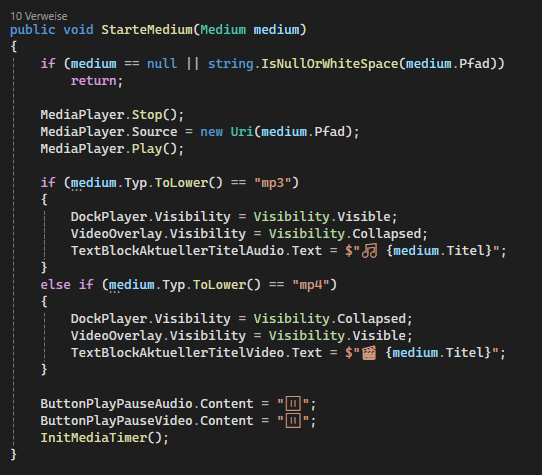 10 Verweise
public void StarteMedium(Medium medium)
{
    if (medium == null || string.IsNullOrWhiteSpace(medium.Pfad))
        return;

    MediaPlayer.Stop();
    MediaPlayer.Source = new Uri(medium.Pfad);
    MediaPlayer.Play();

    if (medium.Typ.ToLower() == "mp3")
    {
        DockPlayer.Visibility = Visibility.Visible;
        VideoOverlay.Visibility = Visibility.Collapsed;
        TextBlockAktuellerTitelAudio.Text = $"🎵 {medium.Titel}";
    }
    else if (medium.Typ.ToLower() == "mp4")
    {
        DockPlayer.Visibility = Visibility.Collapsed;
        VideoOverlay.Visibility = Visibility.Visible;
        TextBlockAktuellerTitelVideo.Text = $"🎬 {medium.Titel}";
    }

    ButtonPlayPauseAudio.Content = "⏸";
    ButtonPlayPauseVideo.Content = "⏸";
    InitMediaTimer();
}